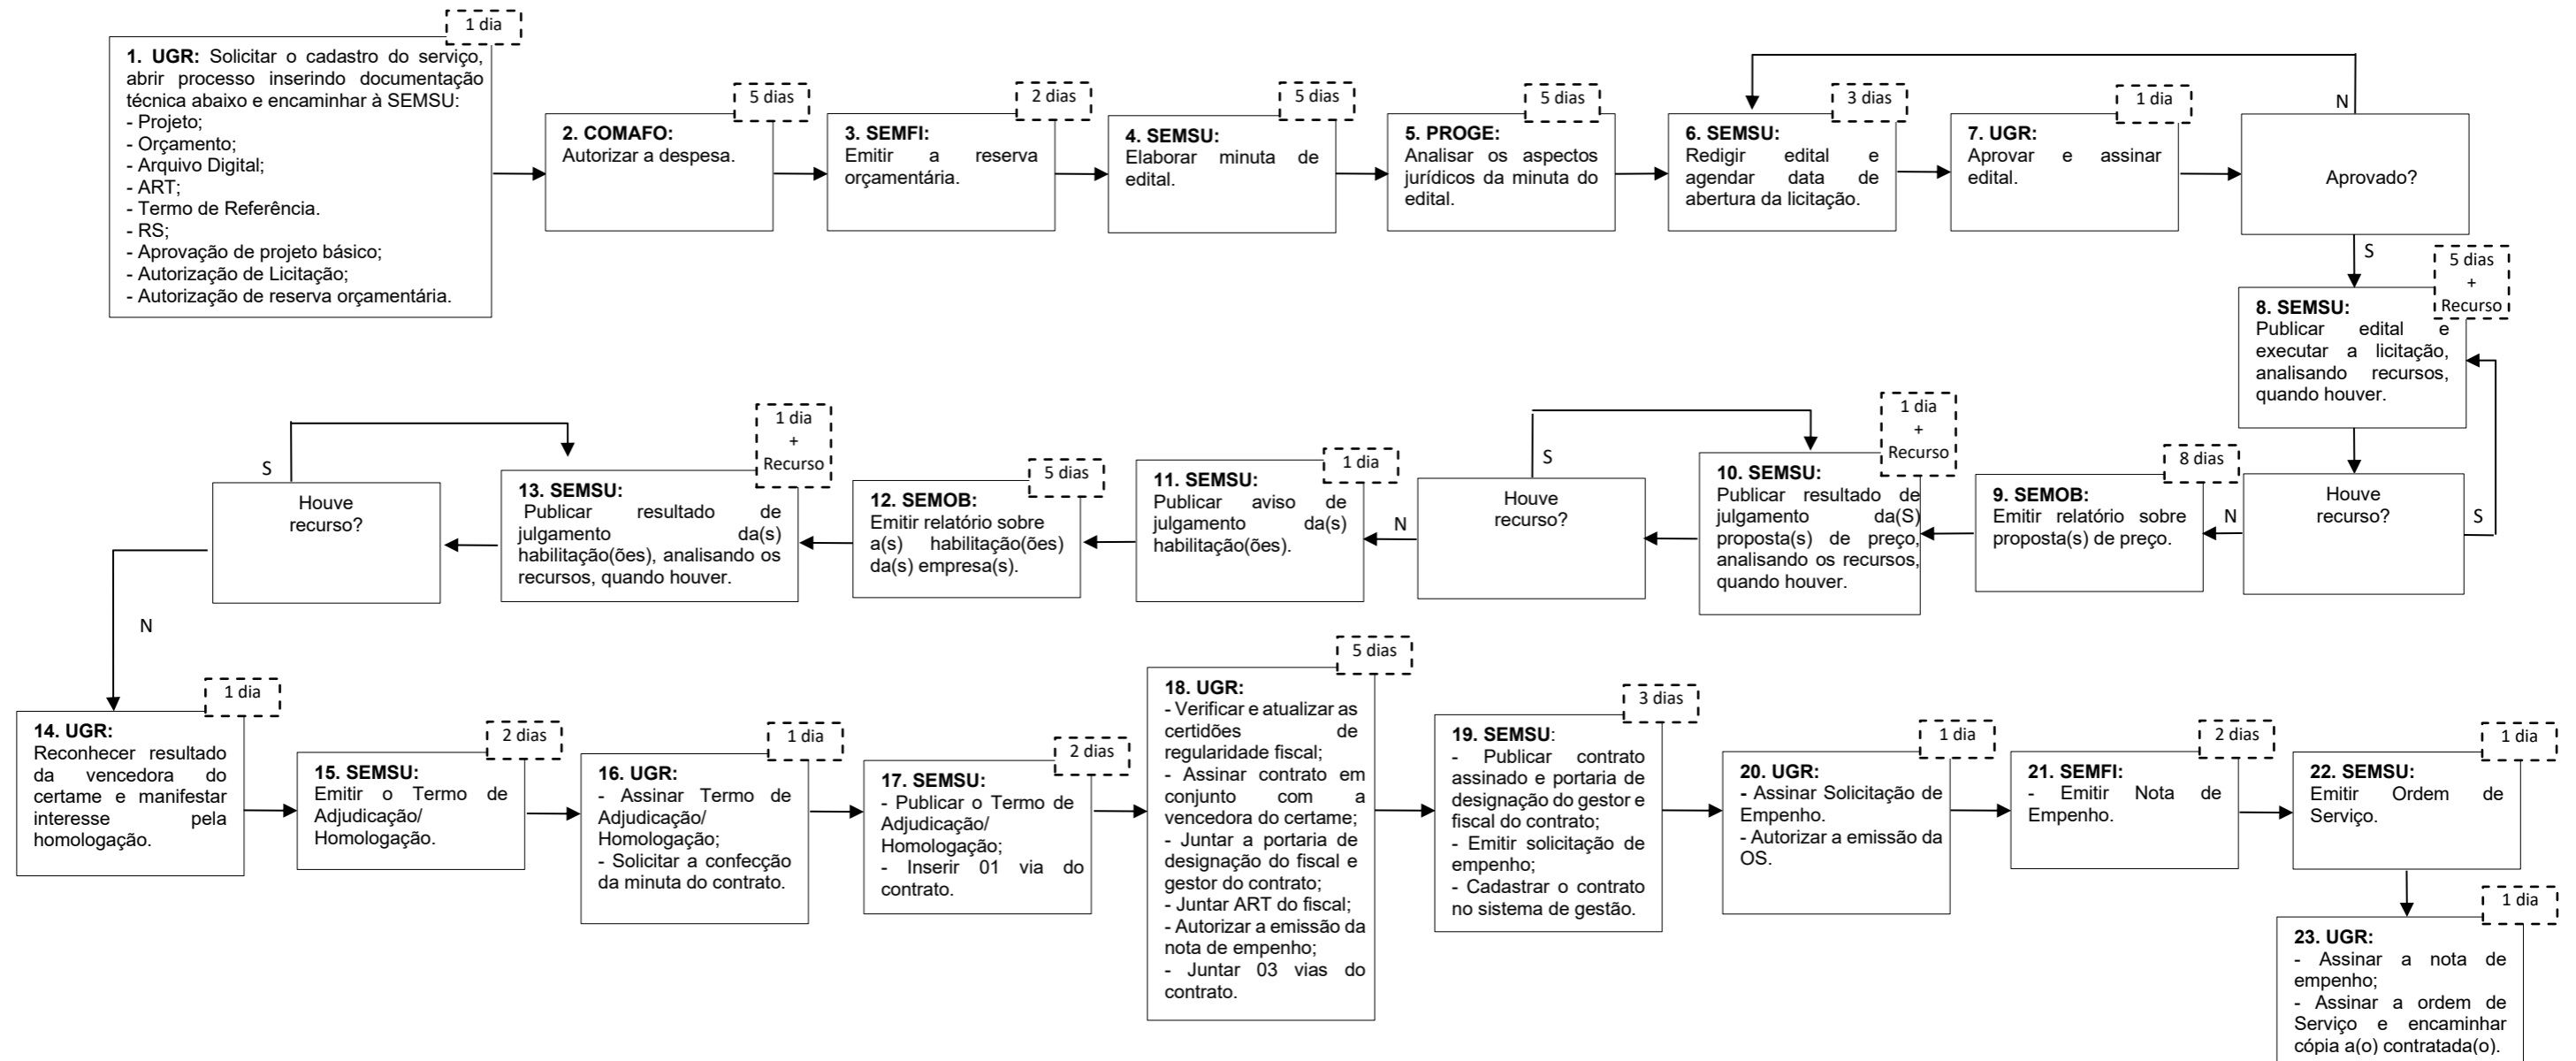 1 dia
1. UGR: Solicitar o cadastro do serviço,
abrir processo inserindo documentação
técnica abaixo e encaminhar à SEMSU:
- Projeto;
- Orçamento;
- Arquivo Digital;
- ART;
- Termo de Referência.
- RS;
- Aprovação de projeto básico;
- Autorização de Licitação;
- Autorização de reserva orçamentária.
5 dias
2. COMAFO:
Autorizar a despesa.
2 dias
3. SEMFI:
Emitir a reserva
orçamentária.
5 dias
4. SEMSU:
Elaborar minuta de
edital.
5 dias
5. PROGE:
Analisar os aspectos
jurídicos da minuta do
edital.
3 dias
6. SEMSU:
Redigir edital e
agendar data de
abertura da licitação.
1 dia
7. UGR:
Aprovar e assinar
edital.
N
Aprovado?
S
5 dias
+
Recurso
8. SEMSU:
Publicar edital e
executar a licitação,
analisando recursos,
quando houver.
Houve
recurso?
S
N
8 dias
9. SEMOB:
Emitir relatório sobre
proposta(s) de preço.
1 dia
+
Recurso
10. SEMSU:
Publicar resultado de
julgamento da(S)
proposta(s) de preço,
analisando os recursos,
quando houver.
S
Houve
recurso?
N
1 dia
11. SEMSU:
Publicar aviso de
julgamento da(s)
habilitação(ões).
5 dias
12. SEMOB:
Emitir relatório sobre
a(s) habilitação(ões)
da(s) empresa(s).
1 dia
+
Recurso
13. SEMSU:
Publicar resultado de
julgamento da(s)
habilitação(ões), analisando os
recursos, quando houver.
S
Houve
recurso?
N
1 dia
14. UGR:
Reconhecer resultado
da vencedora do
certame e manifestar
interesse pela
homologação.
2 dias
15. SEMSU:
Emitir o Termo de
Adjudicação/
Homologação.
1 dia
16. UGR:
- Assinar Termo de
Adjudicação/
Homologação;
- Solicitar a confecção
da minuta do contrato.
2 dias
17. SEMSU:
- Publicar o Termo de
Adjudicação/
Homologação;
- Inserir 01 via do
contrato.
5 dias
18. UGR:
- Verificar e atualizar as
certidões de
regularidade fiscal;
- Assinar contrato em
conjunto com a
vencedora do certame;
- Juntar a portaria de
designação do fiscal e
gestor do contrato;
- Juntar ART do fiscal;
- Autorizar a emissão da
nota de empenho;
- Juntar 03 vias do
contrato.
3 dias
19. SEMSU:
- Publicar contrato
assinado e portaria de
designação do gestor e
fiscal do contrato;
- Emitir solicitação de
empenho;
- Cadastrar o contrato
no sistema de gestão.
1 dia
20. UGR:
- Assinar Solicitação de
Empenho.
- Autorizar a emissão da
OS.
2 dias
21. SEMFI:
- Emitir Nota de
Empenho.
1 dia
22. SEMSU:
Emitir Ordem de
Serviço.
1 dia
23. UGR:
- Assinar a nota de
empenho;
- Assinar a ordem de
Serviço e encaminhar
cópia a(o) contratada(o).